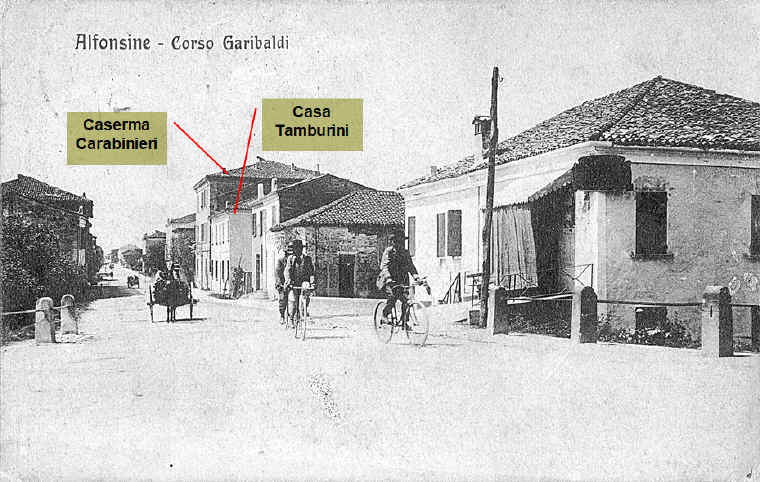 Alfonsine - Corso Garibaldi
Caserma
Carabinieri
Casa
Tamburini